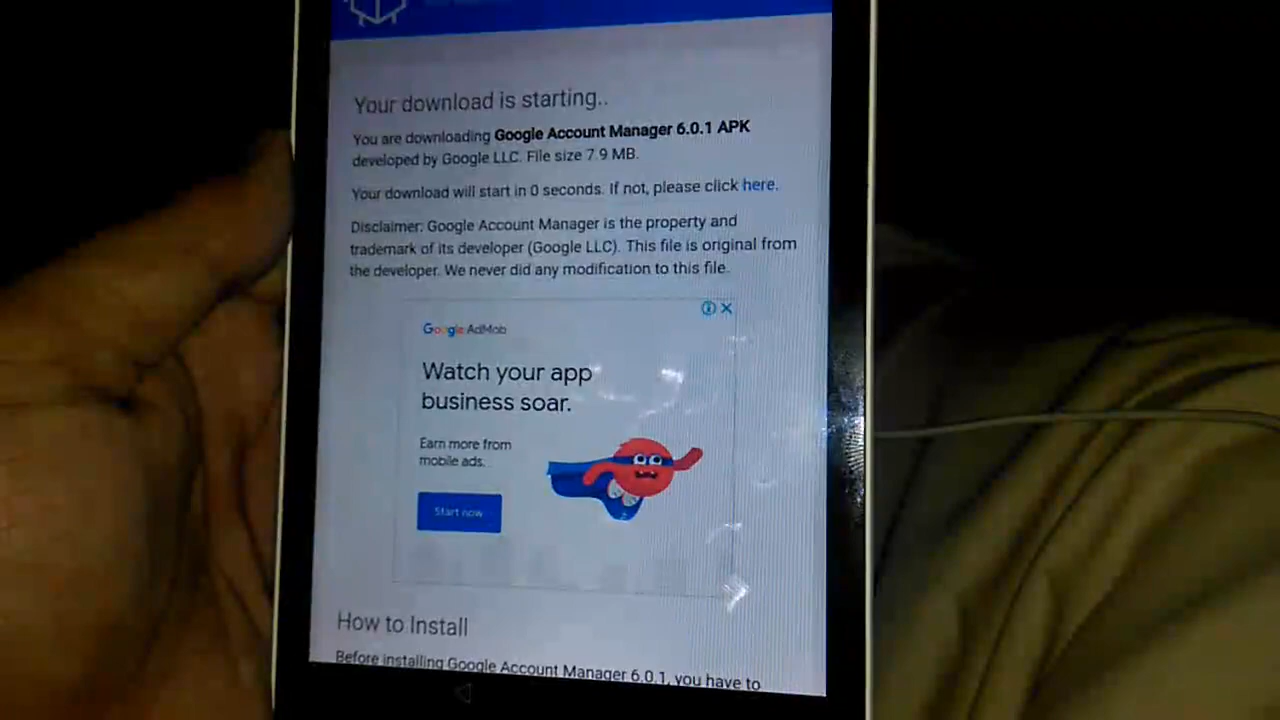 Your download is starting..
You are downloading Google Account Manager 6.0.1 APK
developed by Google LLC. File size 7.9 MB.
Your download will start in 0 seconds. If not, please click here.
Disclaimer: Google Account Manager is the property and
trademark of its developer (Google LLC). This file is original from
the developer. We never did any modification to this file.
Google AdMob
Watch your app
business soar.
Earn more from
mobile ads.
Start now
How to Install
Before installing Google Account Manager 6.0.1, you have to